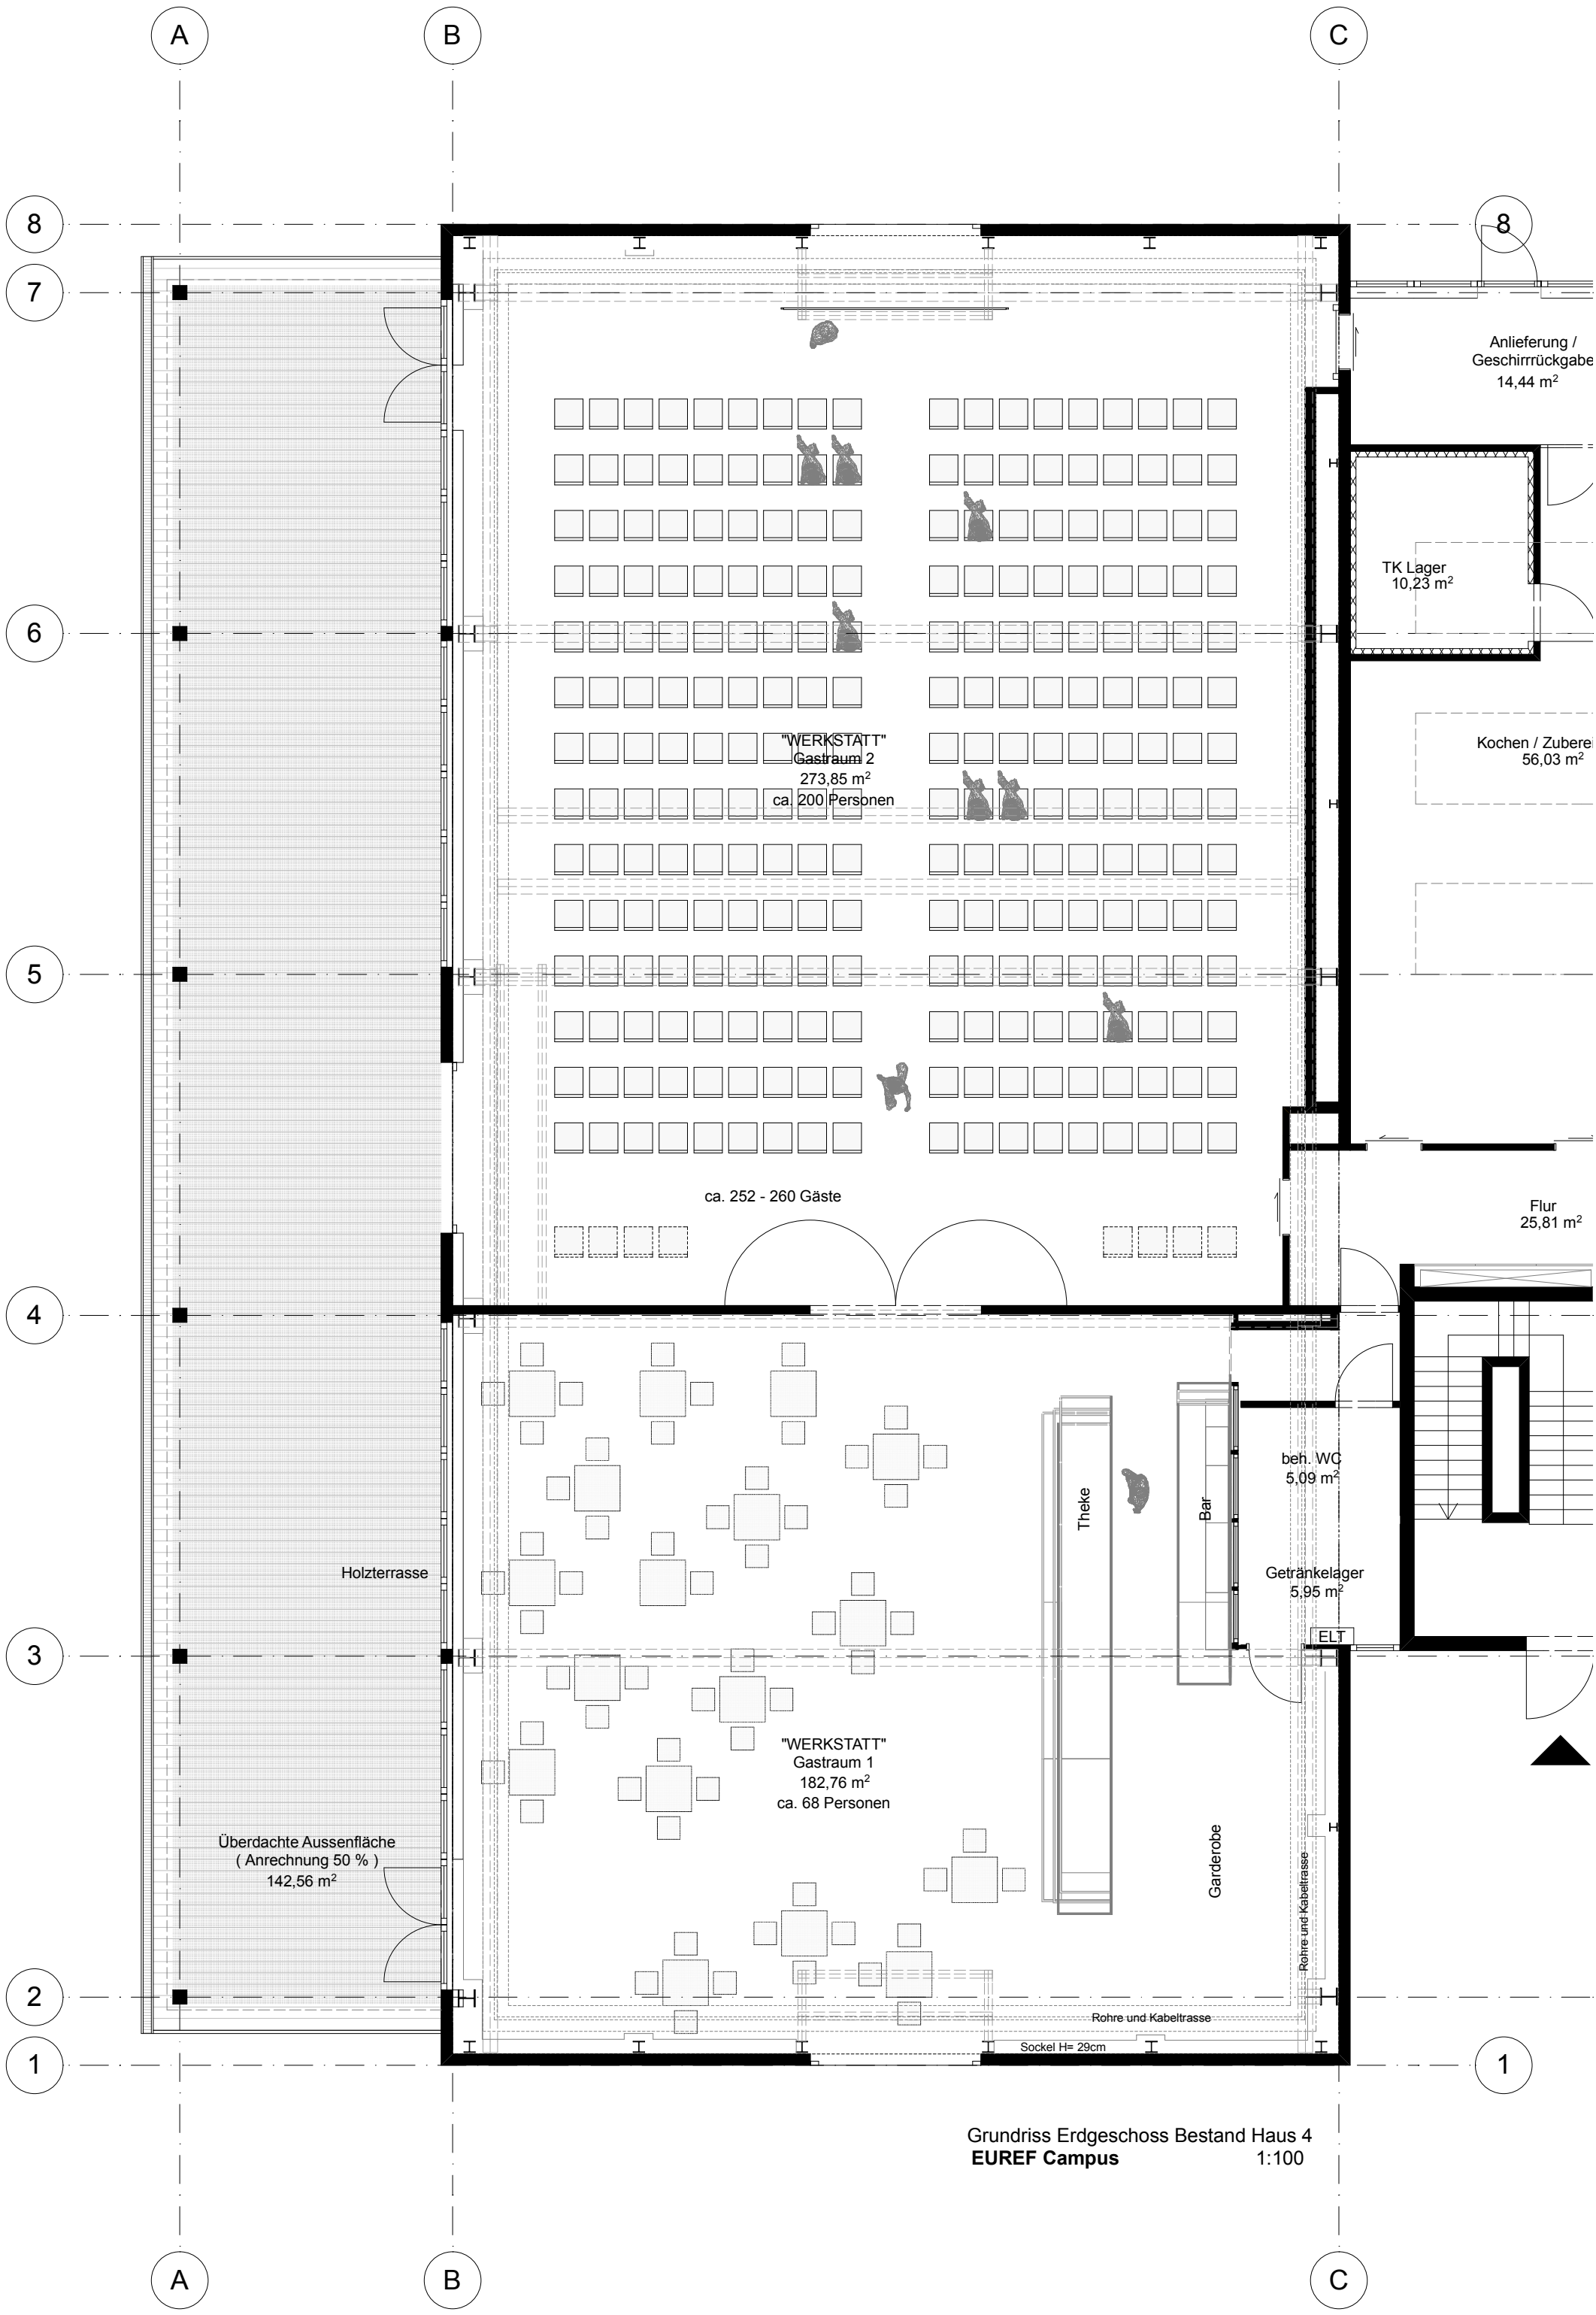 A
B
C
8
8
7
Anlieferung /
Geschirrrückgabe
14,44 m²
TK Lager
10,23 m²
6
"WERKSTATT"
Gastraum 2
273,85 m²
ca. 200 Personen
Kochen / Zuberei
56,03 m²
5
ca. 252 - 260 Gäste
Flur
25,81 m²
4
beh. WC
5,09 m²
Theke
Bar
Holzterrasse
Getränkelager
5,95 m²
ELT
3
"WERKSTATT"
Gastraum 1
182,76 m²
ca. 68 Personen
Überdachte Aussenfläche
( Anrechnung 50 % )
142,56 m²
Garderobe
Rohre und Kabeltrasse
2
Rohre und Kabeltrasse
Sockel H= 29cm
1
1
Grundriss Erdgeschoss Bestand Haus 4
EUREF Campus 1:100
A
B
C